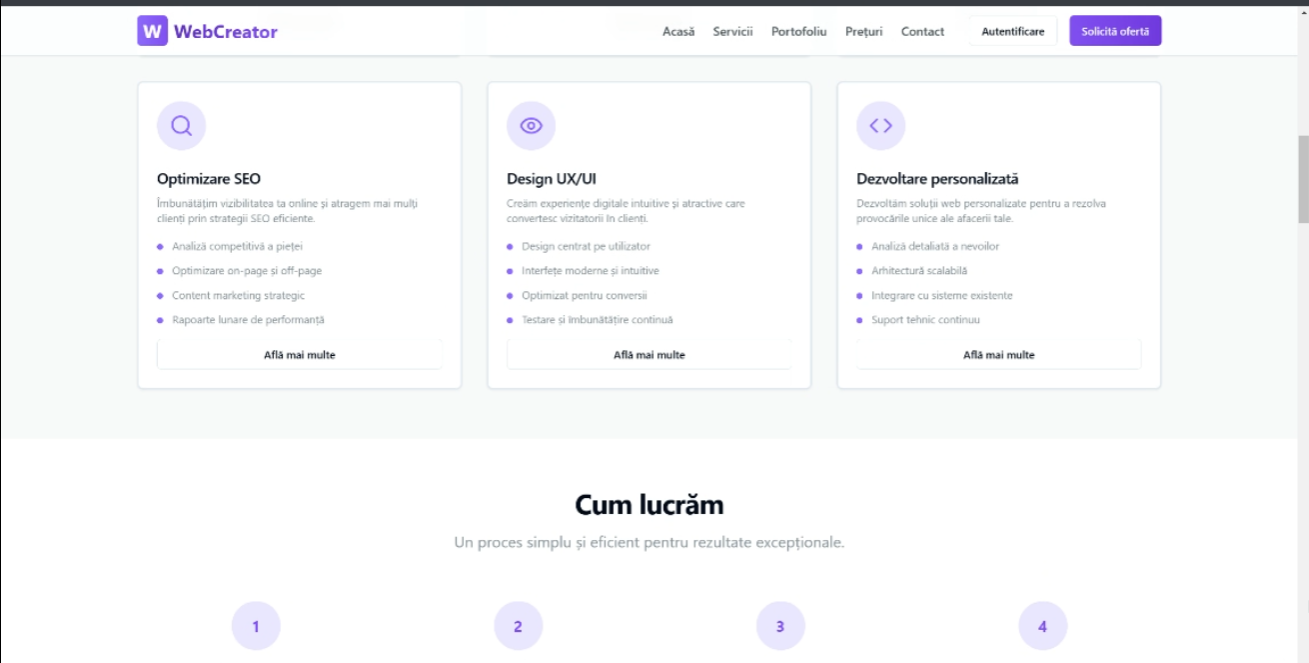 W WebCreator
Acasă Servicii Portofoliu Prețuri Contact Autentificare Solicită ofertă
Optimizare SEO
Îmbunătățim vizibilitatea ta online și atragem mai mulți
clienți prin strategii SEO eficiente.
Analiză competitivă a pieței
Optimizare on-page și off-page
Content marketing strategic
Rapoarte lunare de performanță
Află mai multe
Design UX/UI
Creăm experiențe digitale intuitive și atractive care
convertesc vizitatorii în clienți.
Design centrat pe utilizator
Interfețe moderne și intuitive
Optimizat pentru conversii
Testare și îmbunătățire continuă
Află mai multe
Dezvoltare personalizată
Dezvoltăm soluții web personalizate pentru a rezolva
provocările unice ale afacerii tale.
Analiză detaliată a nevoilor
Arhitectură scalabilă
Integrare cu sisteme existente
Suport tehnic continuu
Află mai multe
Cum lucrăm
Un proces simplu și eficient pentru rezultate excepționale.
1
2
3
4